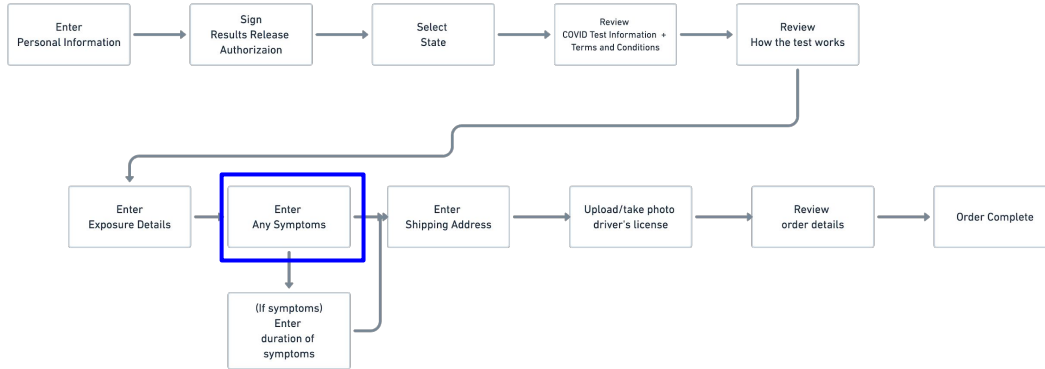 Enter
Personal Information
Sign
Results Release
Authorizaion
Select
State
Review
COVID Test Information +
Terms and Conditions
Review
How the test works
Enter
Exposure Details
Enter
Any Symptoms
Enter
Shipping Address
Upload/take photo
driver's license
Review
order details
Order Complete
(If symptoms)
Enter
duration of
symptoms